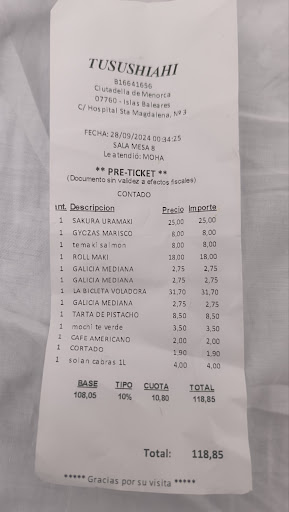 TUSUSHIAHI
B16641656
Ciutadella de Menorca
07760 - Islas Baleares
C/ Hospital Sta Magdalena, Nº 3
FECHA: 28/09/2024 00:34:25
SALA MESA 8
Le atendió: MOHA
** PRE-TICKET **
(Documento sin validez a efectos fiscales)
CONTADO
ant. Descripcion Precio Importe
1 SAKURA URAMAKI 25,00 25,00
1 GYCZAS MARISCO 8,00 8,00
1 temaki salmon 8,00 8,00
1 ROLL MAKI 18,00 18,00
1 GALICIA MEDIANA 2,75 2,75
1 GALICIA MEDIANA 2,75 2,75
1 LA BICLETA VOLADORA 31,70 31,70
1 GALICIA MEDIANA 2,75 2,75
1 TARTA DE PISTACHO 8,50 8,50
1 mochi te verde 3,50 3,50
1 CAFE AMERICANO 2,00 2,00
1 CORTADO 1,90 1,90
1 solan cabras 1L 4,00 4,00
BASE TIPO CUOTA TOTAL
108,05 10% 10,80 118,85
Total: 118,85
***** Gracias por su visita *****